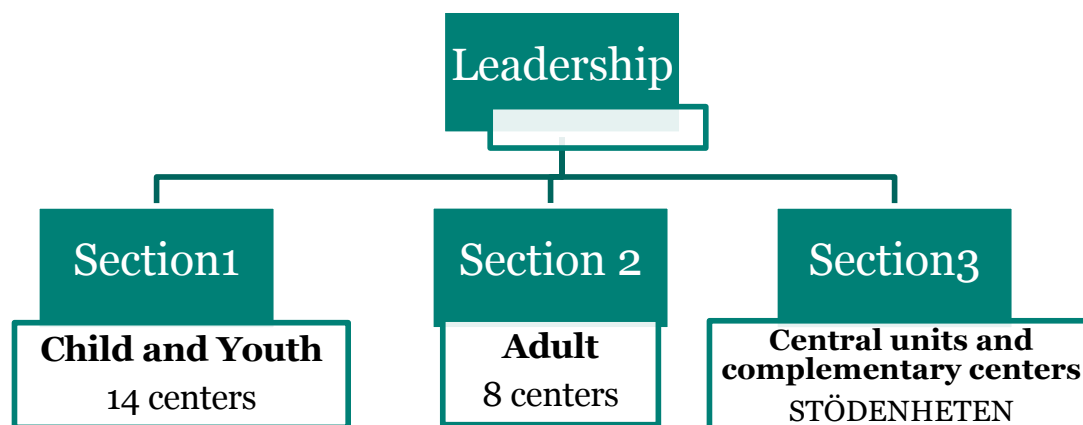 Leadership
Section1
Child and Youth
14 centers
Section 2
Adult
8 centers
Section3
Central units and
complementary centers
STÖDENHETEN